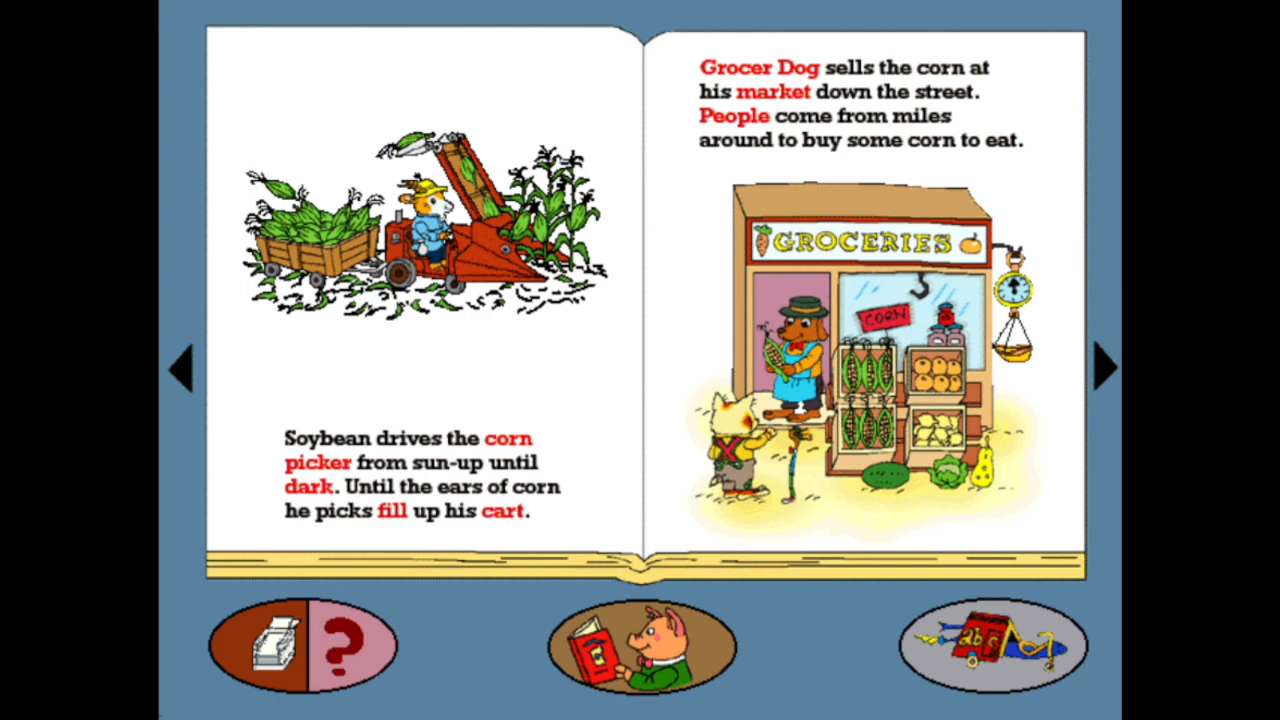 Soybean drives the corn
picker from sun-up until
dark. Until the ears of corn
he picks fill up his cart.
Grocer Dog sells the corn at
his market down the street.
People come from miles
around to buy some corn to eat.
GROCERIES
CORN
?
abc